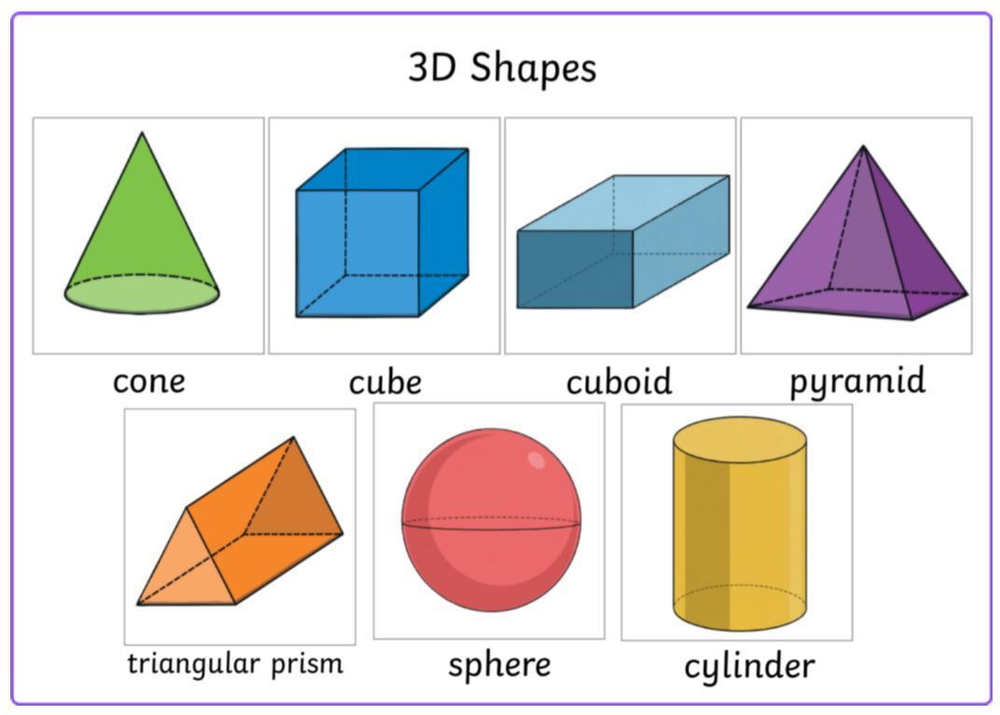 3D Shapes
cone cube cuboid pyramid
triangular prism sphere cylinder